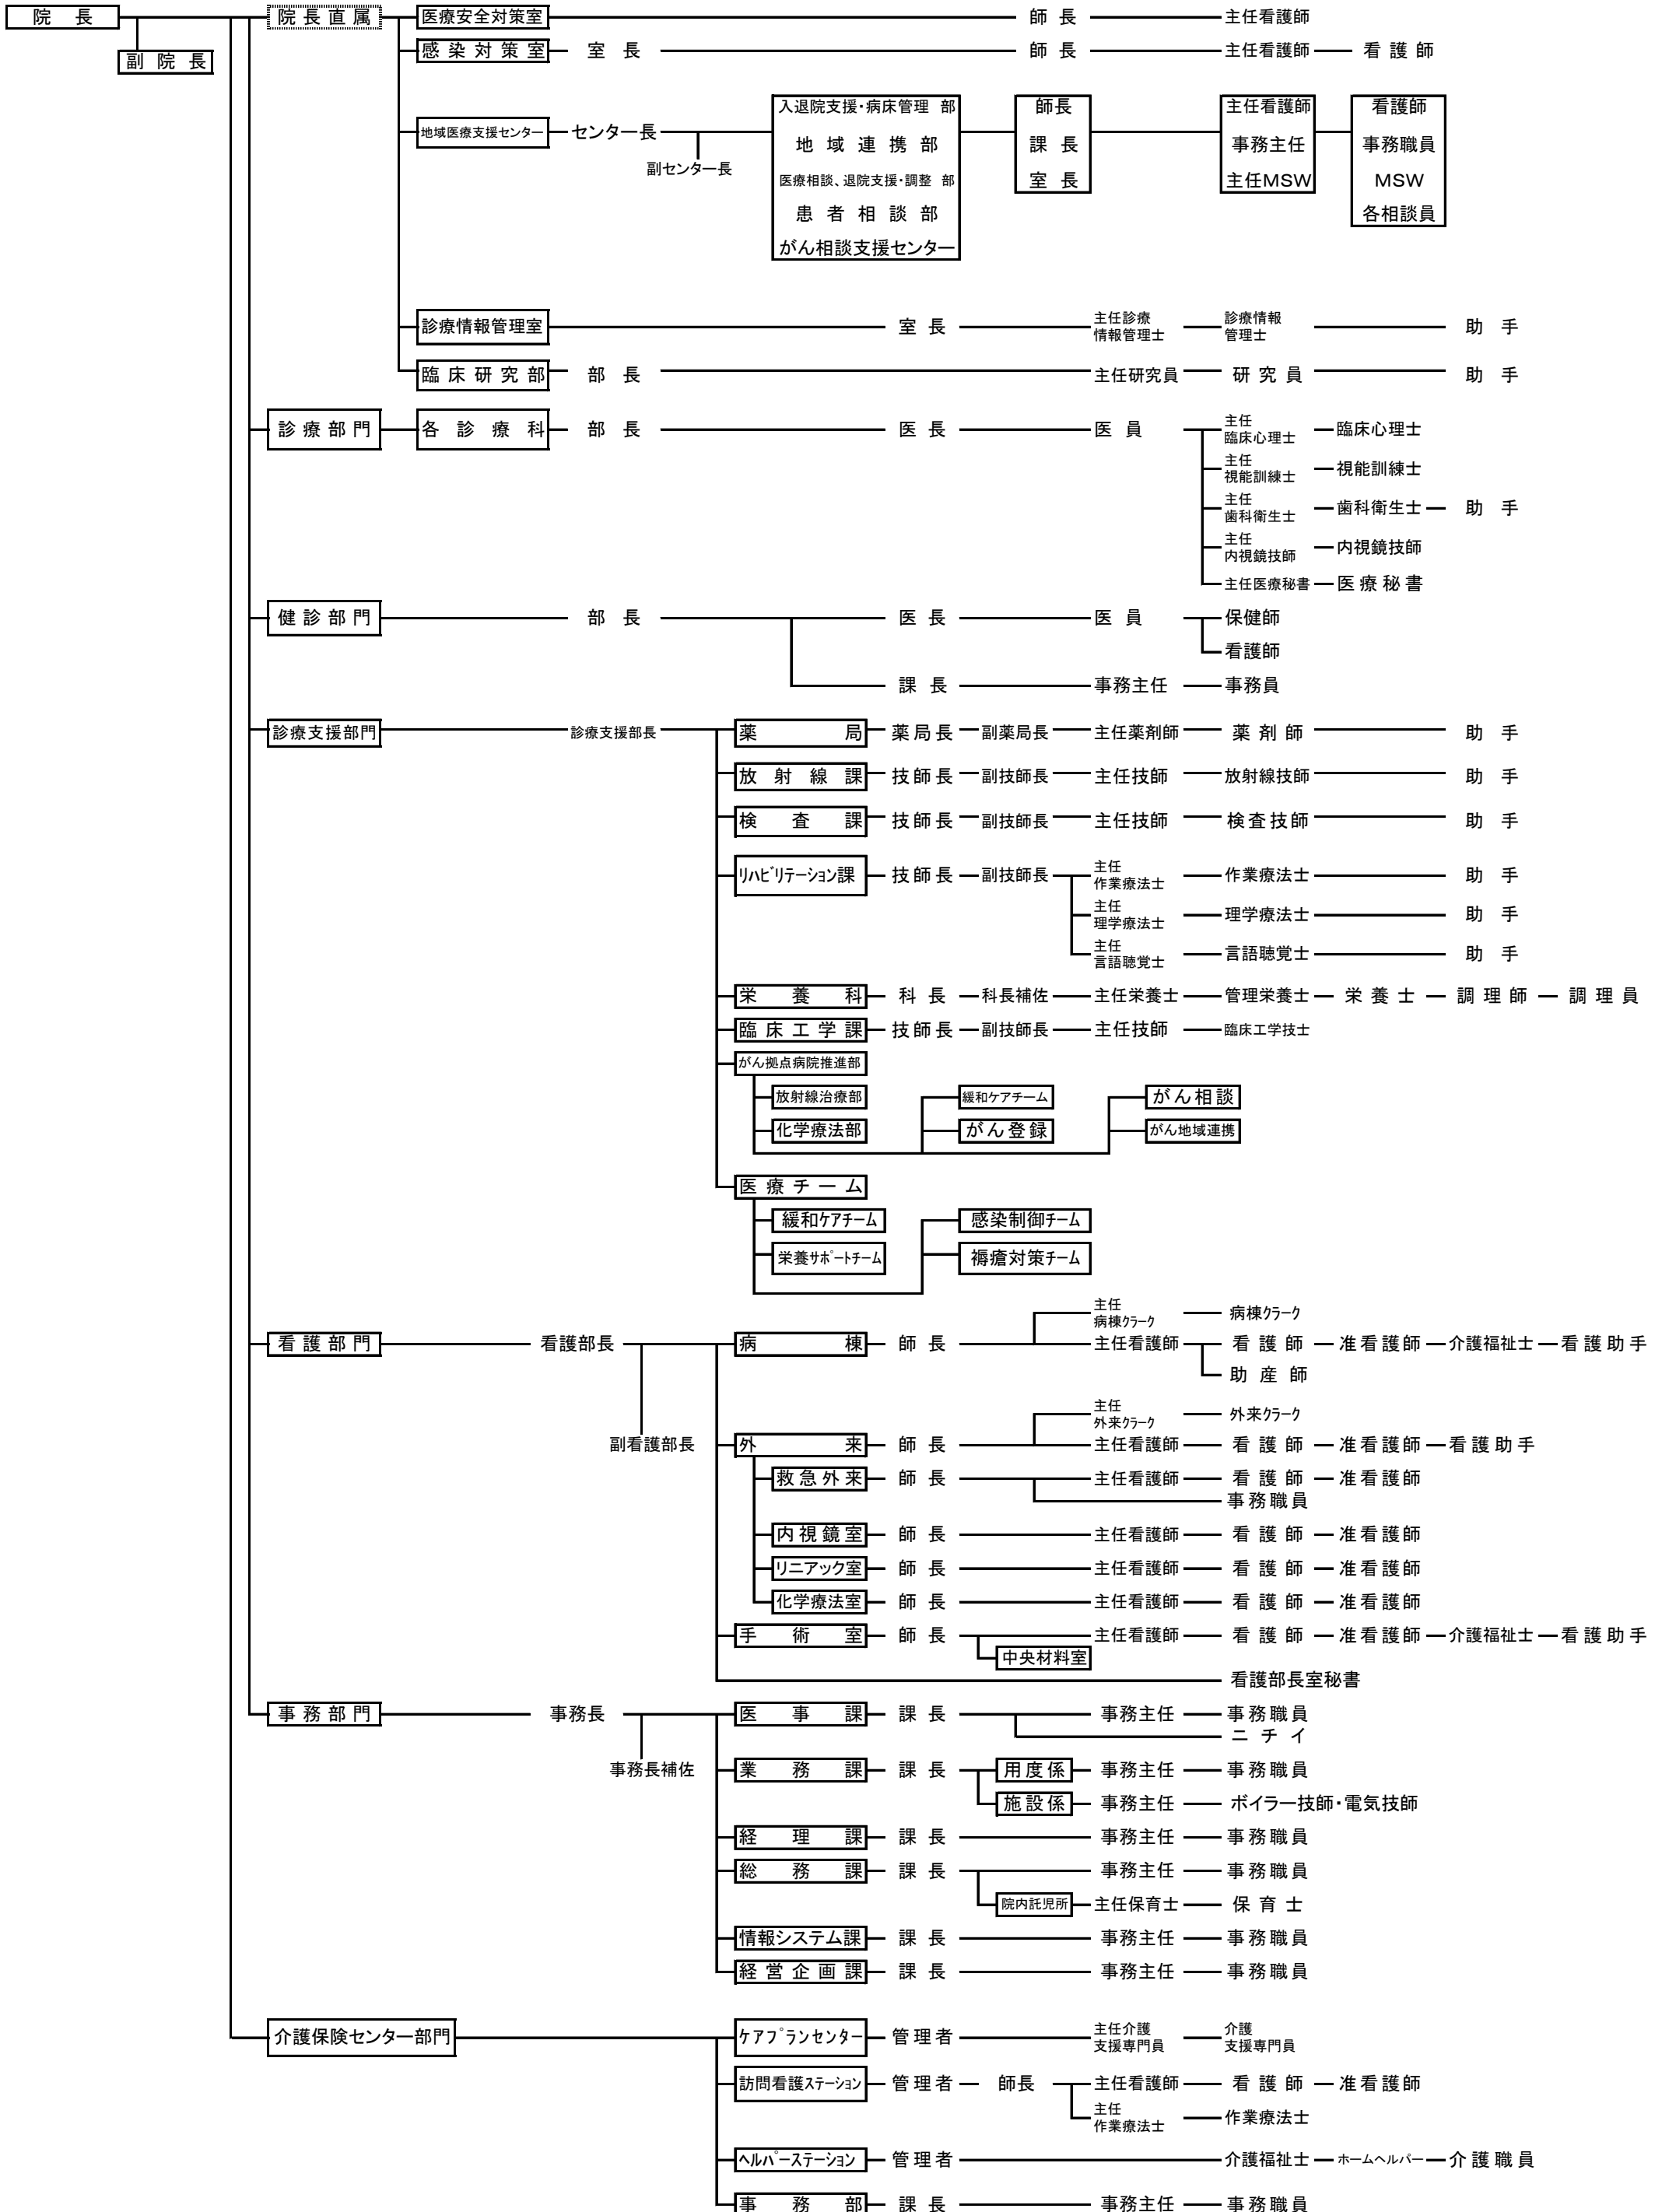 院長 院長直属 医療安全対策室 師長 主任看護師
副院長 感染対策室 室長 師長 主任看護師 看護師
入退院支援・病床管理 部 師長 主任看護師 看護師
地域医療支援センター センター長 地域連携部 課長 事務主任 事務職員
副センター長 医療相談、退院支援・調整 部 室長 主任MSW MSW
患者相談部 各相談員
がん相談支援センター
診療情報管理室 室長 主任診療情報管理士 診療情報管理士 助手
臨床研究部 部長 主任研究員 研究員 助手
診療部門 各診療科 部長 医長 医員 主任臨床心理士 臨床心理士
主任視能訓練士 視能訓練士
主任歯科衛生士 歯科衛生士 助手
主任内視鏡技師 内視鏡技師
主任医療秘書 医療秘書
健診部門 部長 医長 医員 保健師
看護師
課長 事務主任 事務員
診療支援部門 診療支援部長 薬局 薬局長 副薬局長 主任薬剤師 薬剤師 助手
放射線課 技師長 副技師長 主任技師 放射線技師 助手
検査課 技師長 副技師長 主任技師 検査技師 助手
リハビリテーション課 技師長 副技師長 主任作業療法士 作業療法士 助手
主任理学療法士 理学療法士 助手
主任言語聴覚士 言語聴覚士 助手
栄養科 科長 科長補佐 主任栄養士 管理栄養士 栄養士 調理師 調理員
臨床工学課 技師長 副技師長 主任技師 臨床工学技士
がん拠点病院推進部
放射線治療部 緩和ケアチーム がん相談
化学療法部 がん登録 がん地域連携
医療チーム
緩和ケアチーム 感染制御チーム
栄養サポートチーム 褥瘡対策チーム
主任病棟クラーク 病棟クラーク
看護部門 看護部長 病棟 師長 主任看護師 看護師 准看護師 介護福祉士 看護助手
助産師
主任外来クラーク 外来クラーク
副看護部長 外来 師長 主任看護師 看護師 准看護師 看護助手
救急外来 師長 主任看護師 看護師 准看護師
事務職員
内視鏡室 師長 主任看護師 看護師 准看護師
リニアック室 師長 主任看護師 看護師 准看護師
化学療法室 師長 主任看護師 看護師 准看護師
手術室 師長 主任看護師 看護師 准看護師 介護福祉士 看護助手
中央材料室
看護部長室秘書
事務部門 事務長 医事課 課長 事務主任 事務職員
ニチイ
事務長補佐 業務課 課長 用度係 事務主任 事務職員
施設係 事務主任 ボイラー技師・電気技師
経理課 課長 事務主任 事務職員
総務課 課長 事務主任 事務職員
院内託児所 主任保育士 保育士
情報システム課 課長 事務主任 事務職員
経営企画課 課長 事務主任 事務職員
介護保険センター部門 ケアプランセンター 管理者 主任介護支援専門員 介護支援専門員
訪問看護ステーション 管理者 師長 主任看護師 看護師 准看護師
主任作業療法士 作業療法士
ヘルパーステーション 管理者 介護福祉士 ホームヘルパー 介護職員
事務部 課長 事務主任 事務職員